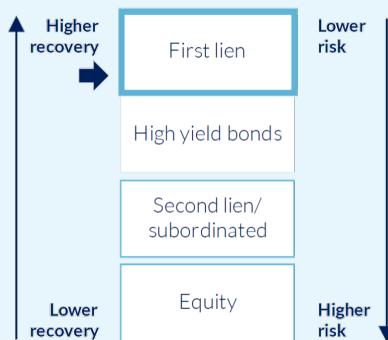 Higher
recovery
First lien
Lower
risk
High yield bonds
Second lien/
subordinated
Equity
Lower
recovery
Higher
risk